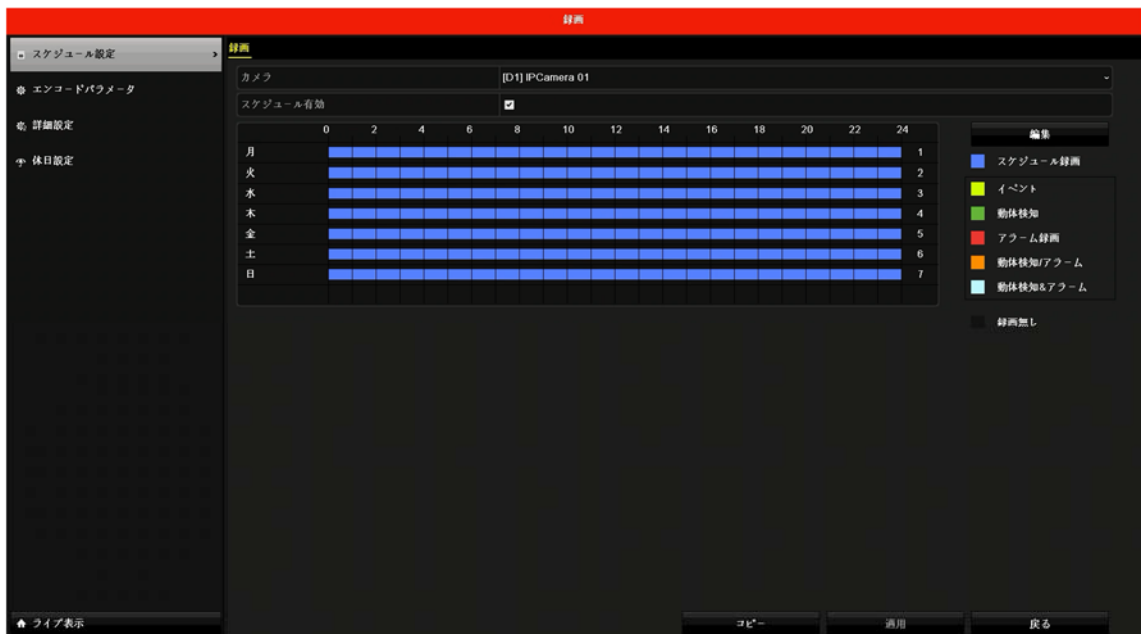 録画
スケジュール設定 >
エンコードパラメータ
詳細設定
休日設定
録画
カメラ [D1] IPCamera 01
スケジュール有効
0 2 4 6 8 10 12 14 16 18 20 22 24
月 1
火 2
水 3
木 4
金 5
土 6
日 7
編集
スケジュール録画
イベント
動体検知
アラーム録画
動体検知/アラーム
動体検知&アラーム
録画無し
ライブ表示
コピー
適用
戻る